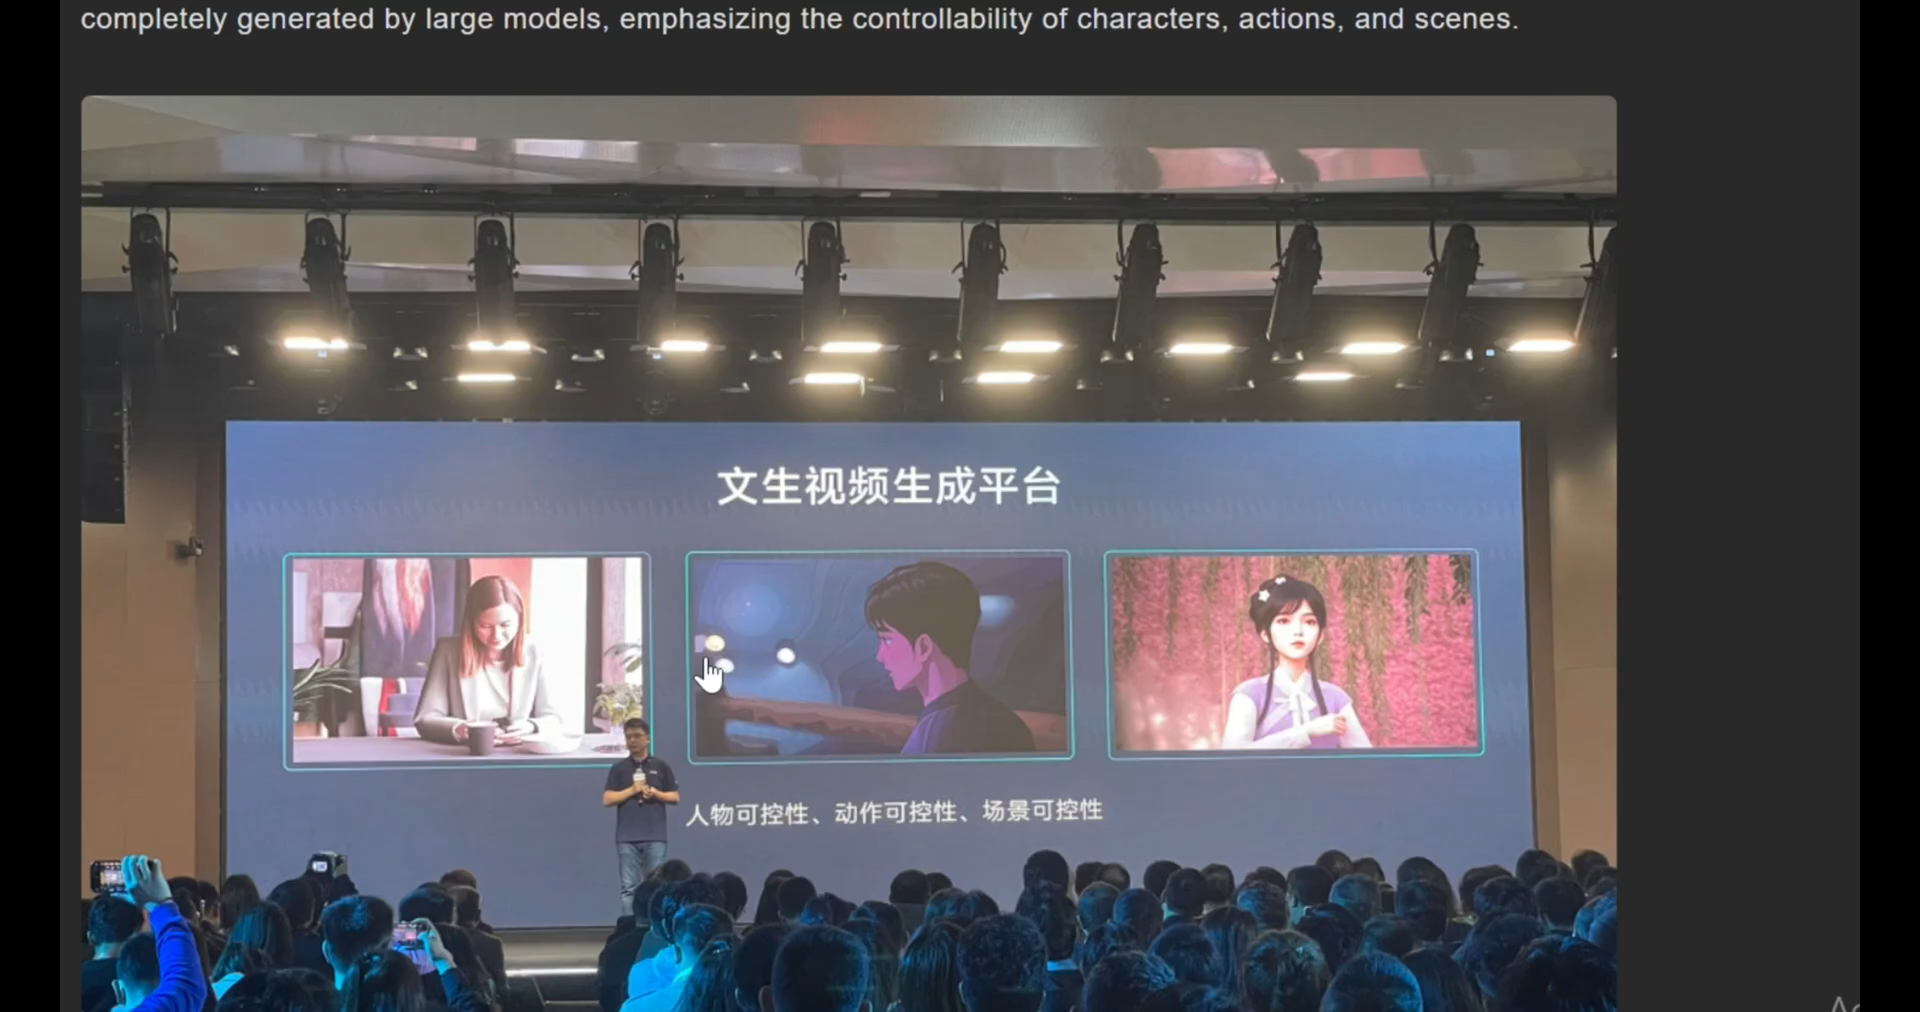 completely generated by large models, emphasizing the controllability of characters, actions, and scenes.
文生视频生成平台
人物可控性、动作可控性、场景可控性